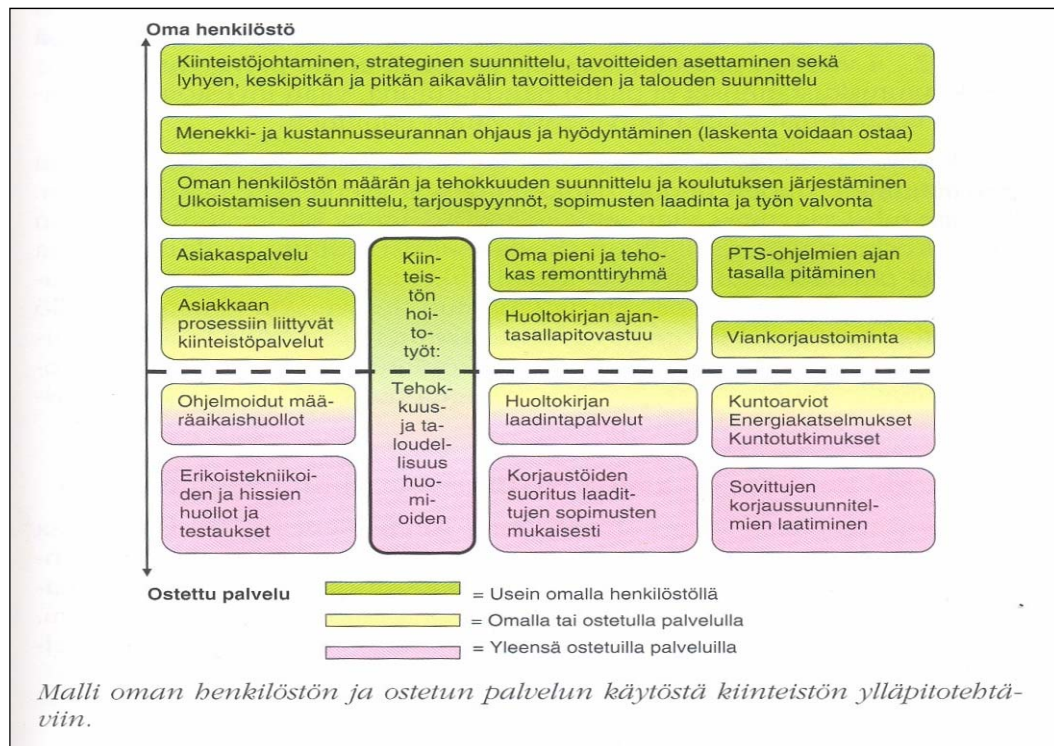 Oma henkilöstö
Kiinteistöjohtaminen, strateginen suunnittelu, tavoitteiden asettaminen sekä
lyhyen, keskipitkän ja pitkän aikavälin tavoitteiden ja talouden suunnittelu
Menekki- ja kustannusseurannan ohjaus ja hyödyntäminen (laskenta voidaan ostaa)
Oman henkilöstön määrän ja tehokkuuden suunnittelu ja koulutuksen järjestäminen
Ulkoistamisen suunnittelu, tarjouspyynnöt, sopimusten laadinta ja työn valvonta
Asiakaspalvelu
Asiakkaan
prosessiin liittyvät
kiinteistöpalvelut
Ohjelmoidut mää-
räaikaishuollot
Erikoistekniikoi-
den ja hissien
huollot ja
testaukset
Kiin-
teis-
tön
hoi-
to-
työt:
Tehok-
kuus-
ja ta-
loudel-
lisuus
huo-
mi-
oiden
Oma pieni ja teho-
kas remonttiryhmä
Huoltokirjan ajan-
tasallapitovastuu
Huoltokirjan
laadintapalvelut
Korjaustöiden
suoritus laadit-
tujen sopimusten
mukaisesti
PTS-ohjelmien ajan
tasalla pitäminen
Viankorjaustoiminta
Kuntoarviot
Energiakatselmukset
Kuntotutkimukset
Sovittujen
korjaussuunnitel-
mien laatiminen
Ostettu palvelu
= Usein omalla henkilöstöllä
= Omalla tai ostetulla palvelulla
= Yleensä ostetuilla palveluilla
Malli oman henkilöstön ja ostetun palvelun käytöstä kiinteistön ylläpitotehtä-
viin.